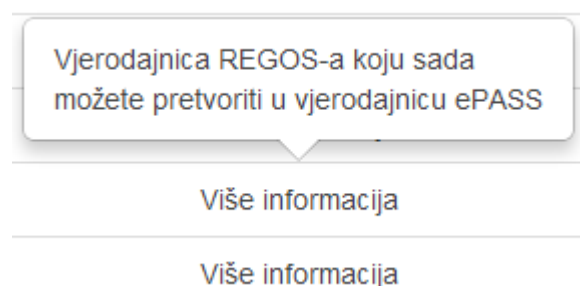 Vjerodajnica REGOS-a koju sada
možete pretvoriti u vjerodajnicu ePASS
Više informacija
Više informacija